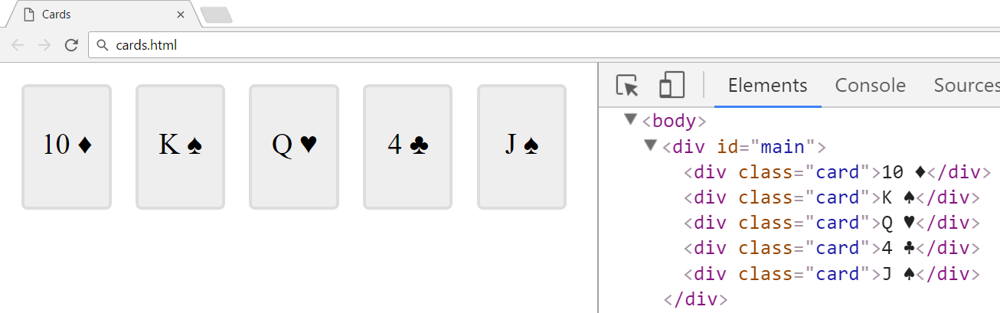 Cards
cards.html
10 ♦ K ♠ Q ♥ 4 ♣ J ♠
Elements Console Sources
<body>
<div id="main">
<div class="card">10 ♦</div>
<div class="card">K ♠</div>
<div class="card">Q ♥</div>
<div class="card">4 ♣</div>
<div class="card">J ♠</div>
</div>